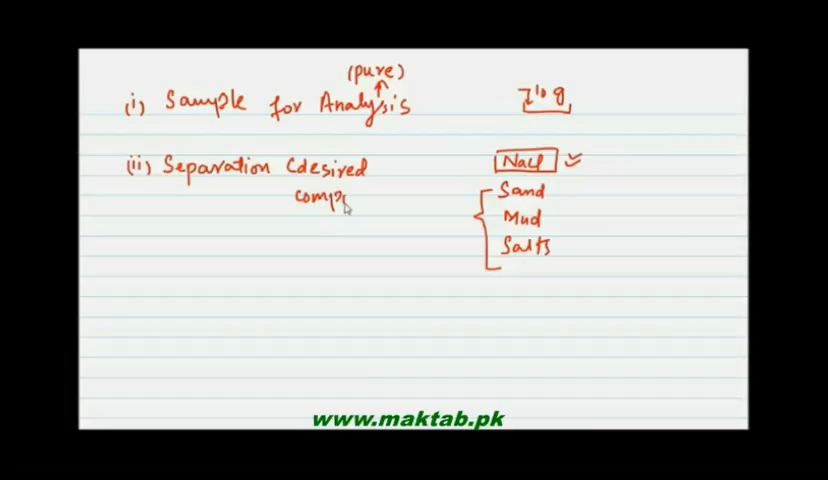 (pure)
(i) Sample for Analysis
(ii) Separation (desired
comp
NaCl
Sand
Mud
Salts
www.maktab.pk